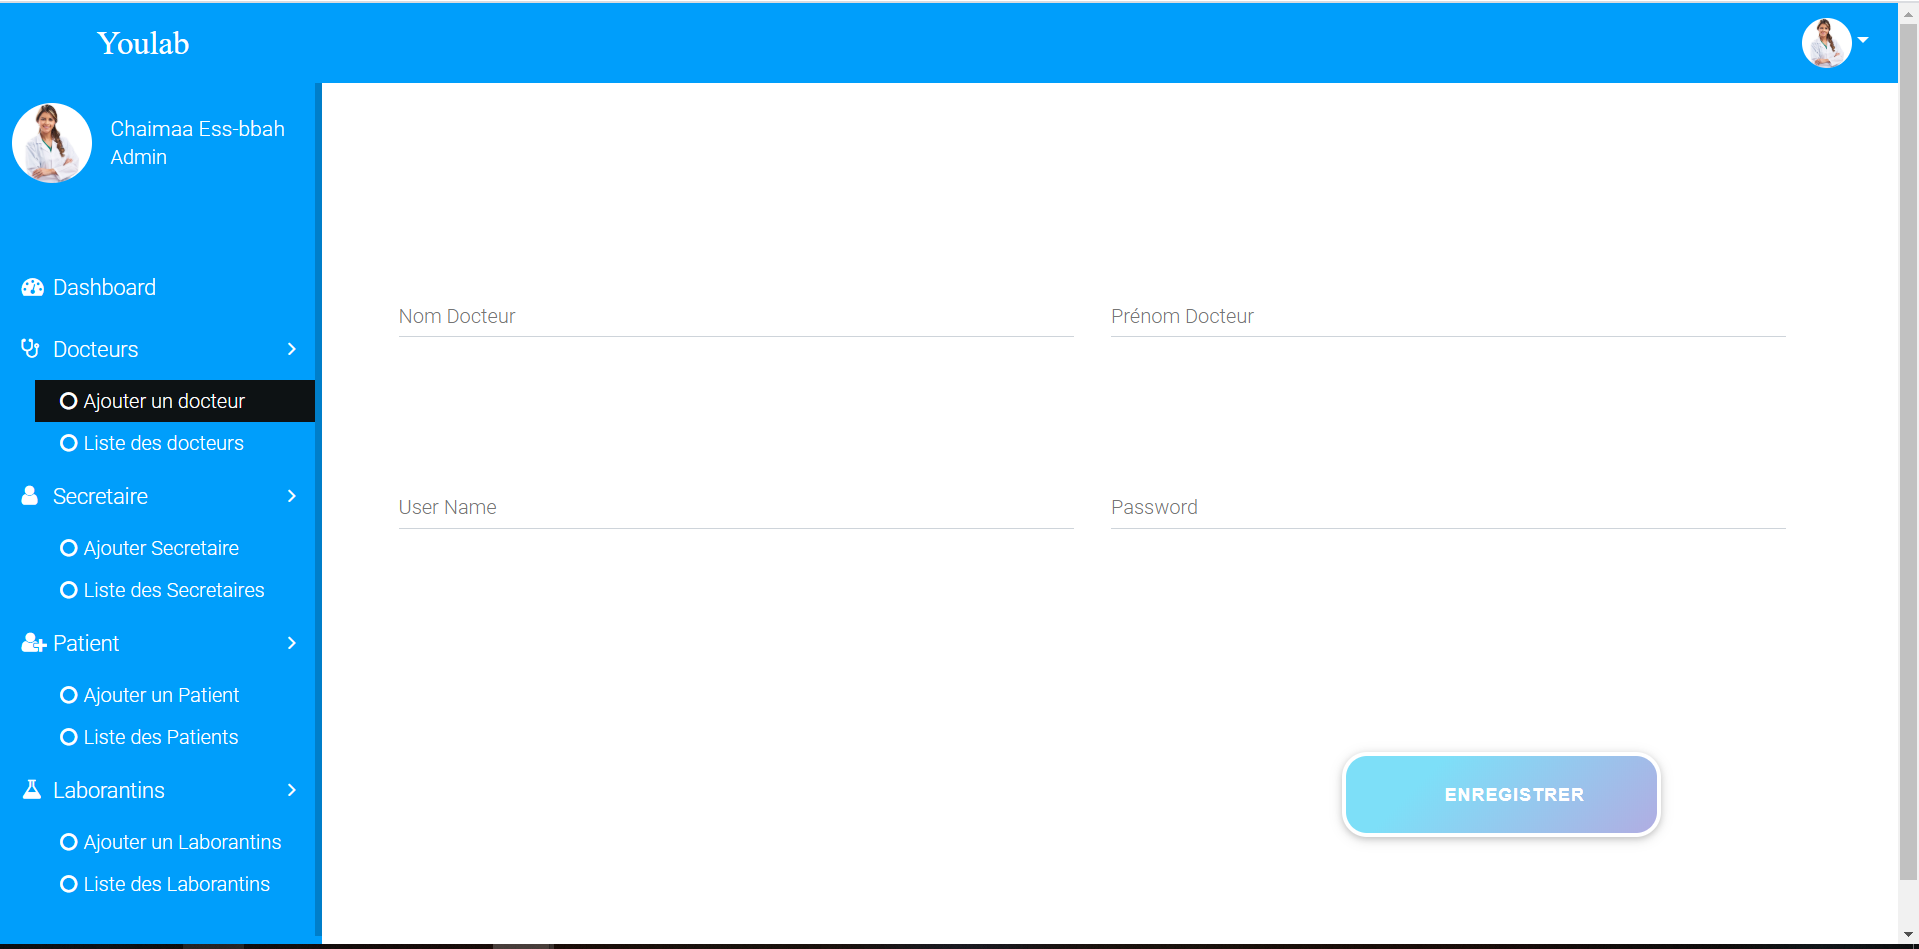 Youlab
Chaimaa Ess-bbah
Admin
Dashboard
Docteurs
Ajouter un docteur
Liste des docteurs
Secretaire
Ajouter Secretaire
Liste des Secretaires
Patient
Ajouter un Patient
Liste des Patients
Laborantins
Ajouter un Laborantins
Liste des Laborantins
Nom Docteur
Prénom Docteur
User Name
Password
ENREGISTRER